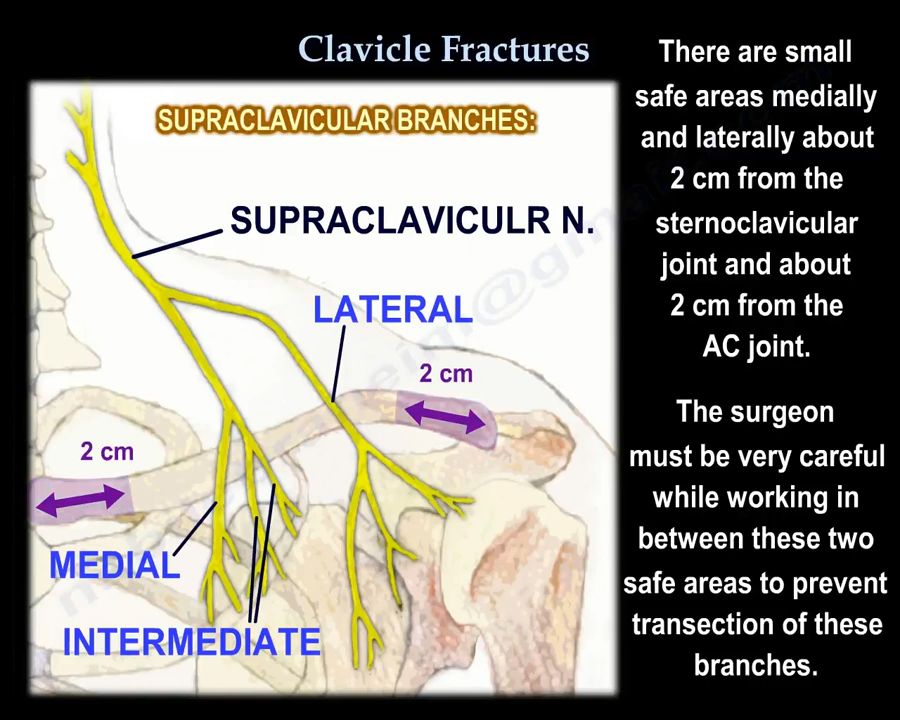 Clavicle Fractures
SUPRACLAVICULAR BRANCHES:
SUPRACLAVICULR N.
LATERAL
2 cm
2 cm
MEDIAL
INTERMEDIATE
There are small
safe areas medially
and laterally about
2 cm from the
sternoclavicular
joint and about
2 cm from the
AC joint.
The surgeon
must be very careful
while working in
between these two
safe areas to prevent
transection of these
branches.